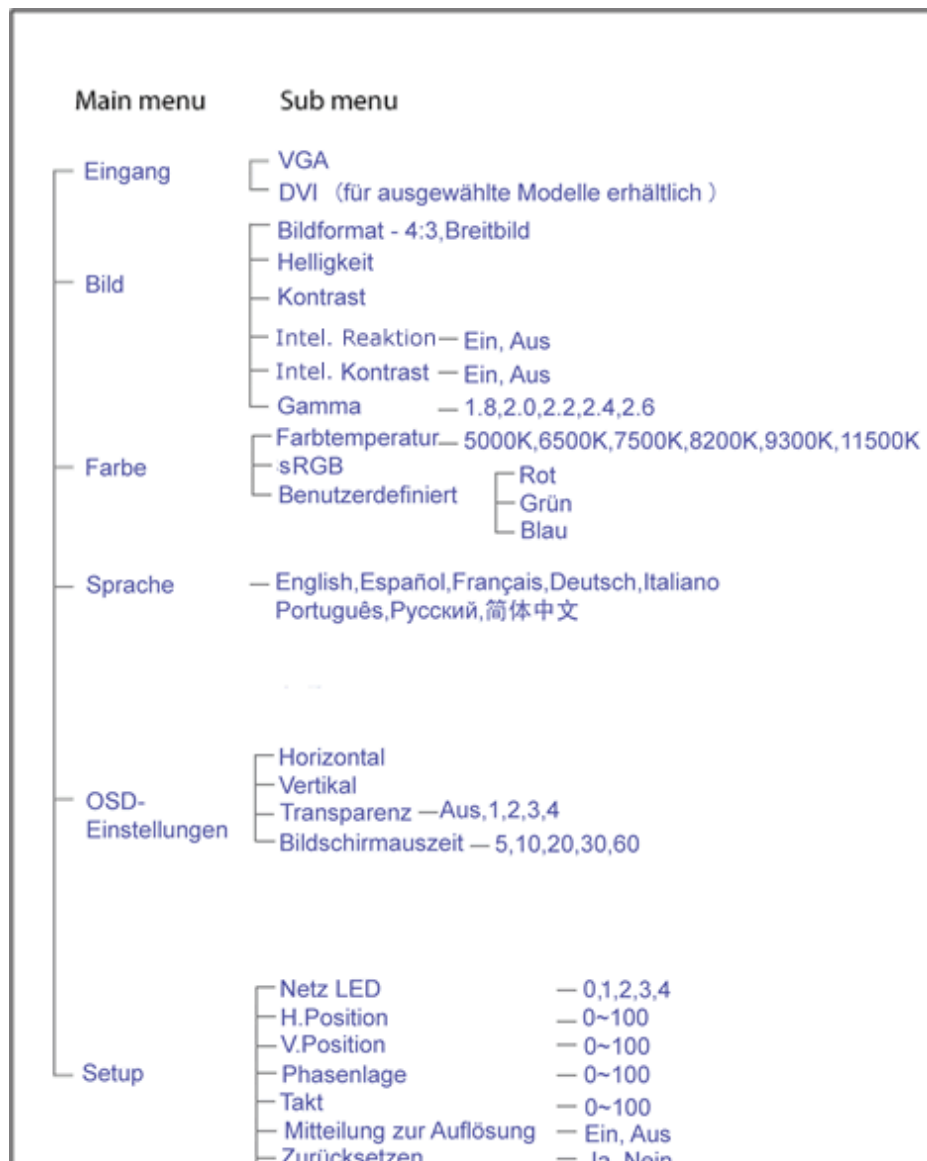 Main menu Sub menu
Eingang
VGA
DVI （für ausgewählte Modelle erhältlich ）
Bild
Bildformat - 4:3,Breitbild
Helligkeit
Kontrast
Intel. Reaktion Ein, Aus
Intel. Kontrast Ein, Aus
Gamma 1.8,2.0,2.2,2.4,2.6
Farbe
Farbtemperatur 5000K,6500K,7500K,8200K,9300K,11500K
sRGB
Benutzerdefiniert
Rot
Grün
Blau
Sprache
English,Español,Français,Deutsch,Italiano
Português,Русский,简体中文
OSD-
Einstellungen
Horizontal
Vertikal
Transparenz Aus,1,2,3,4
Bildschirmauszeit 5,10,20,30,60
Setup
Netz LED 0,1,2,3,4
H.Position 0~100
V.Position 0~100
Phasenlage 0~100
Takt 0~100
Mitteilung zur Auflösung Ein, Aus
Zurücksetzen Ja, Nein